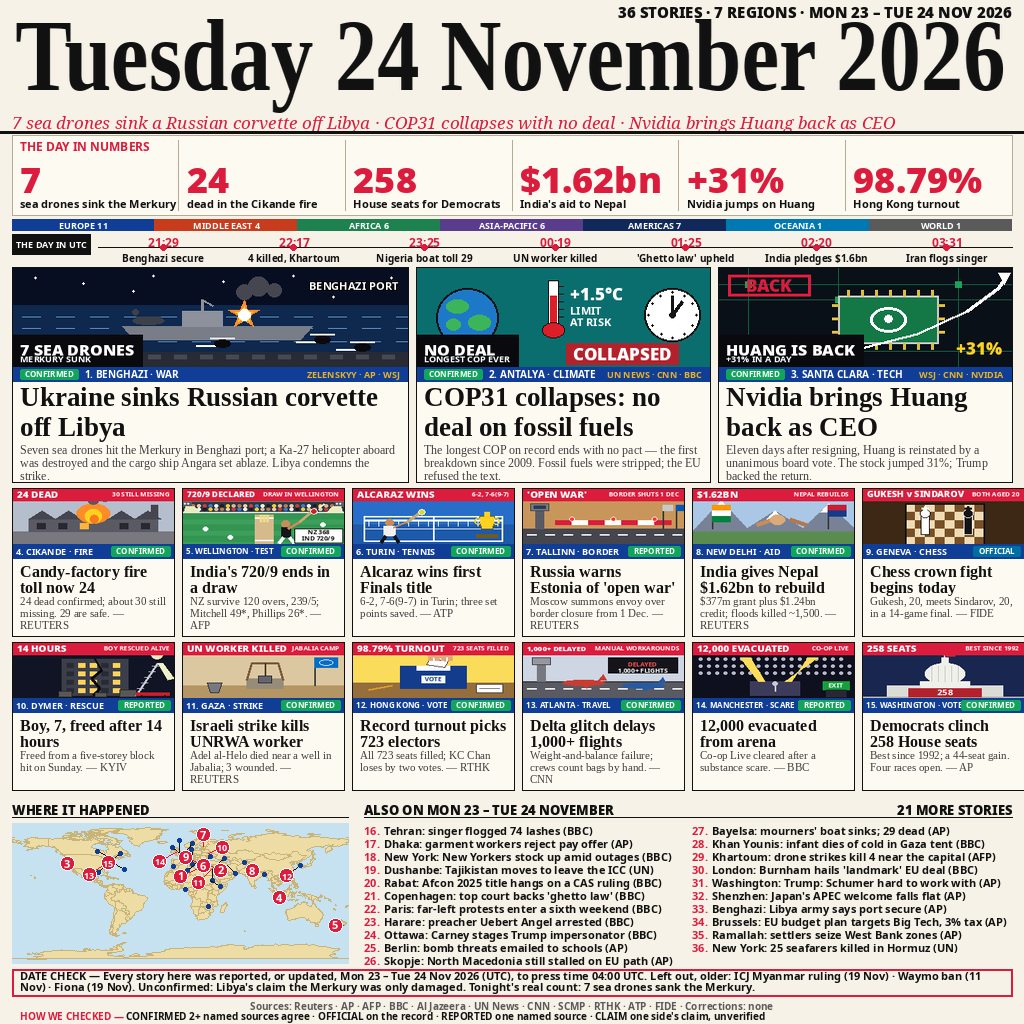 36 STORIES · 7 REGIONS · MON 23 – TUE 24 NOV 2026
Tuesday 24 November 2026
7 sea drones sink a Russian corvette off Libya · COP31 collapses with no deal · Nvidia brings Huang back as CEO
THE DAY IN NUMBERS
7
sea drones sink the Merkury
24
dead in the Cikande fire
258
House seats for Democrats
$1.62bn
India's aid to Nepal
+31%
Nvidia jumps on Huang
98.79%
Hong Kong turnout
EUROPE 11
MIDDLE EAST 4
AFRICA 6
ASIA-PACIFIC 6
AMERICAS 7
OCEANIA 1
WORLD 1
THE DAY IN UTC
21:29
Benghazi secure
22:17
4 killed, Khartoum
23:25
Nigeria boat toll 29
00:19
UN worker killed
01:25
'Ghetto law' upheld
02:20
India pledges $1.6bn
03:31
Iran flogs singer
BENGHAZI PORT
7 SEA DRONES
MERKURY SUNK
CONFIRMED 1. BENGHAZI · WAR ZELENSKYY · AP · WSJ
Ukraine sinks Russian corvette
off Libya
Seven sea drones hit the Merkury in Benghazi port; a Ka-27 helicopter aboard
was destroyed and the cargo ship Angara set ablaze. Libya condemns the
strike.
+1.5°C
LIMIT
AT RISK
NO DEAL
LONGEST COP EVER
COLLAPSED
CONFIRMED 2. ANTALYA · CLIMATE UN NEWS · CNN · BBC
COP31 collapses: no
deal on fossil fuels
The longest COP on record ends with no pact — the first
breakdown since 2009. Fossil fuels were stripped; the EU
refused the text.
BACK
HUANG IS BACK
+31% IN A DAY
+31%
CONFIRMED 3. SANTA CLARA · TECH WSJ · CNN · NVIDIA
Nvidia brings Huang
back as CEO
Eleven days after resigning, Huang is reinstated by a
unanimous board vote. The stock jumped 31%; Trump
backed the return.
24 DEAD 30 STILL MISSING
4. CIKANDE · FIRE CONFIRMED
Candy-factory fire
toll now 24
24 dead confirmed; about 30 still
missing. 29 are safe. —
REUTERS
720/9 DECLARED DRAW IN WELLINGTON
NZ 368
IND 720/9
5. WELLINGTON · TEST CONFIRMED
India's 720/9 ends in
a draw
NZ survive 120 overs, 239/5;
Mitchell 49*, Phillips 26*. —
AFP
ALCARAZ WINS 6-2, 7-6(9-7)
6. TURIN · TENNIS CONFIRMED
Alcaraz wins first
Finals title
6-2, 7-6(9-7) in Turin; three set
points saved. — ATP
'OPEN WAR' BORDER SHUTS 1 DEC
7. TALLINN · BORDER REPORTED
Russia warns
Estonia of 'open war'
Moscow summons envoy over
border closure from 1 Dec. —
REUTERS
$1.62BN NEPAL REBUILDS
8. NEW DELHI · AID CONFIRMED
India gives Nepal
$1.62bn to rebuild
$377m grant plus $1.24bn
credit; floods killed ~1,500. —
REUTERS
GUKESH v SINDAROV BOTH AGED 20
9. GENEVA · CHESS OFFICIAL
Chess crown fight
begins today
Gukesh, 20, meets Sindarov, 20,
in a 14-game final. — FIDE
14 HOURS BOY RESCUED ALIVE
10. DYMER · RESCUE REPORTED
Boy, 7, freed after 14
hours
Freed from a five-storey block
hit on Sunday. — KYIV
UN WORKER KILLED JABALIA CAMP
11. GAZA · STRIKE CONFIRMED
Israeli strike kills
UNRWA worker
Adel al-Helo died near a well in
Jabalia; 3 wounded. —
REUTERS
98.79% TURNOUT 723 SEATS FILLED
VOTE
12. HONG KONG · VOTE CONFIRMED
Record turnout picks
723 electors
All 723 seats filled; KC Chan
loses by two votes. — RTHK
1,000+ DELAYED MANUAL WORKAROUNDS
DELAYED
1,000+ FLIGHTS
13. ATLANTA · TRAVEL CONFIRMED
Delta glitch delays
1,000+ flights
Weight-and-balance failure;
crews count bags by hand. —
CNN
12,000 EVACUATED CO-OP LIVE
EXIT
14. MANCHESTER · SCARE REPORTED
12,000 evacuated
from arena
Co-op Live cleared after a
substance scare. — BBC
258 SEATS BEST SINCE 1992
258
15. WASHINGTON · VOTE CONFIRMED
Democrats clinch
258 House seats
Best since 1992; a 44-seat gain.
Four races open. — AP
WHERE IT HAPPENED
3
15
13
14
9
7
10
1
6
2
11
8
12
4
5
ALSO ON MON 23 – TUE 24 NOVEMBER 21 MORE STORIES
16. Tehran: singer flogged 74 lashes (BBC)
17. Dhaka: garment workers reject pay offer (AP)
18. New York: New Yorkers stock up amid outages (BBC)
19. Dushanbe: Tajikistan moves to leave the ICC (UN)
20. Rabat: Afcon 2025 title hangs on a CAS ruling (BBC)
21. Copenhagen: top court backs 'ghetto law' (BBC)
22. Paris: far-left protests enter a sixth weekend (BBC)
23. Harare: preacher Uebert Angel arrested (BBC)
24. Ottawa: Carney stages Trump impersonator (BBC)
25. Berlin: bomb threats emailed to schools (AP)
26. Skopje: North Macedonia still stalled on EU path (AP)
27. Bayelsa: mourners' boat sinks; 29 dead (AP)
28. Khan Younis: infant dies of cold in Gaza tent (BBC)
29. Khartoum: drone strikes kill 4 near the capital (AFP)
30. London: Burnham hails 'landmark' EU deal (BBC)
31. Washington: Trump: Schumer hard to work with (AP)
32. Shenzhen: Japan's APEC welcome falls flat (AP)
33. Benghazi: Libya army says port secure (AP)
34. Brussels: EU budget plan targets Big Tech, 3% tax (AP)
35. Ramallah: settlers seize West Bank zones (AP)
36. New York: 25 seafarers killed in Hormuz (UN)
DATE CHECK — Every story here was reported, or updated, Mon 23 – Tue 24 Nov 2026 (UTC), to press time 04:00 UTC. Left out, older: ICJ Myanmar ruling (19 Nov) · Waymo ban (11
Nov) · Fiona (19 Nov). Unconfirmed: Libya's claim the Merkury was only damaged. Tonight's real count: 7 sea drones sank the Merkury.
Sources: Reuters · AP · AFP · BBC · Al Jazeera · UN News · CNN · SCMP · RTHK · ATP · FIDE · Corrections: none
HOW WE CHECKED — CONFIRMED 2+ named sources agree · OFFICIAL on the record · REPORTED one named source · CLAIM one side's claim, unverified